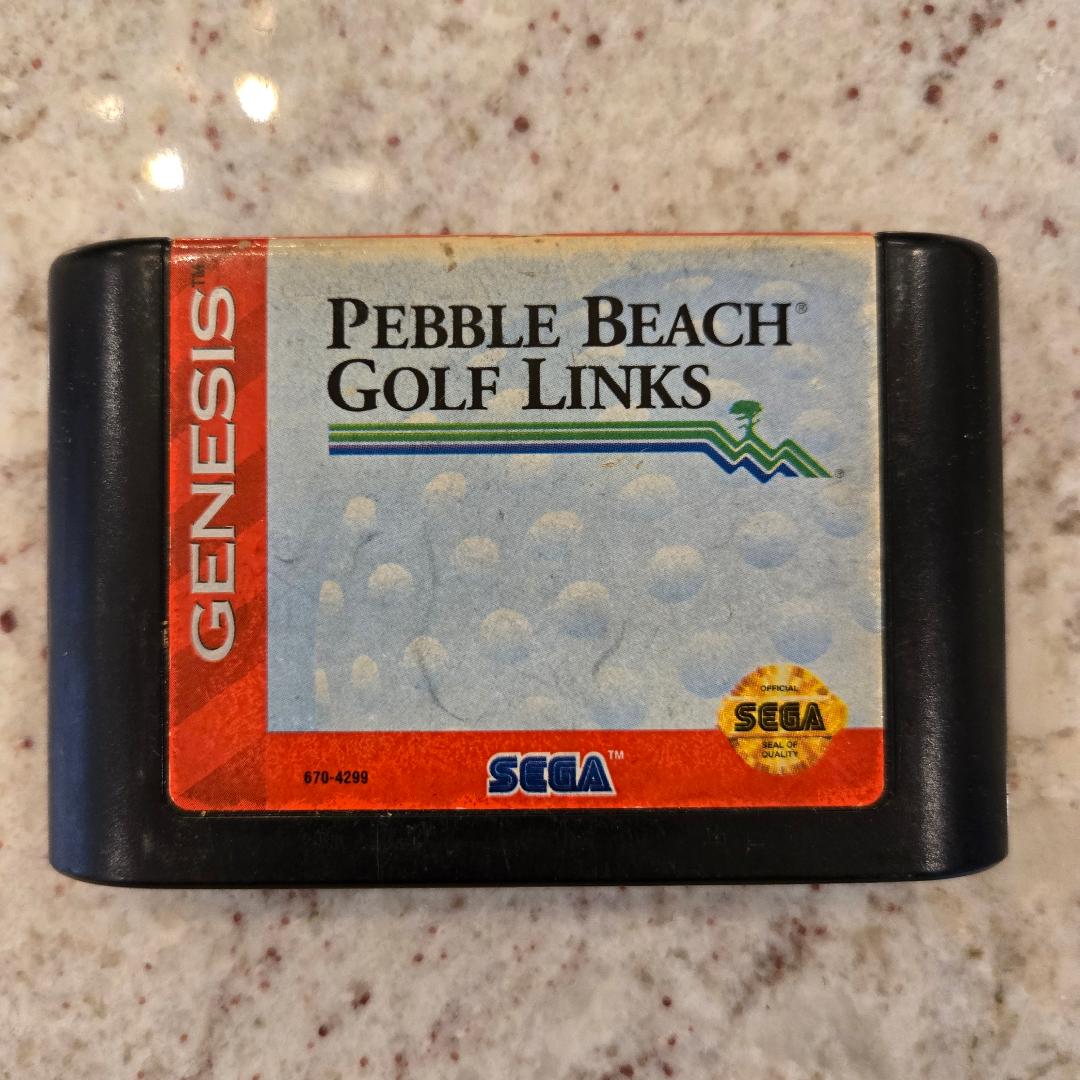 GENESIS™
PEBBLE BEACH®
GOLF LINKS
®
OFFICIAL
SEGA
SEAL OF
QUALITY
670-4299
SEGA™